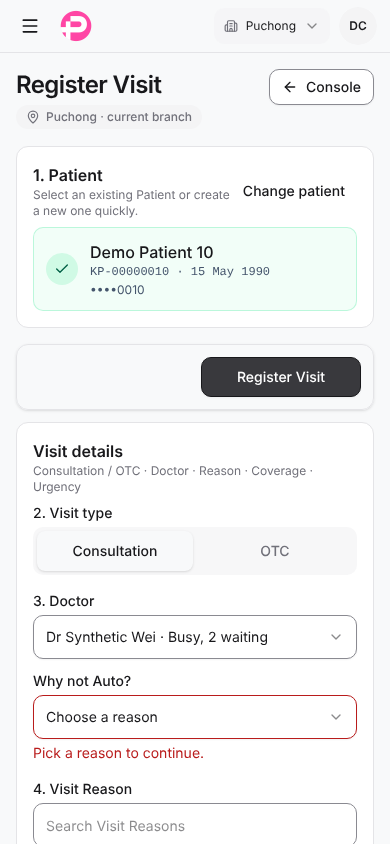 Puchong
DC
Register Visit
Console
Puchong · current branch
1. Patient
Select an existing Patient or create
a new one quickly.
Change patient
Demo Patient 10
KP-00000010 · 15 May 1990
••••0010
Register Visit
Visit details
Consultation / OTC · Doctor · Reason · Coverage ·
Urgency
2. Visit type
Consultation
OTC
3. Doctor
Dr Synthetic Wei · Busy, 2 waiting
Why not Auto?
Choose a reason
Pick a reason to continue.
4. Visit Reason
Search Visit Reasons